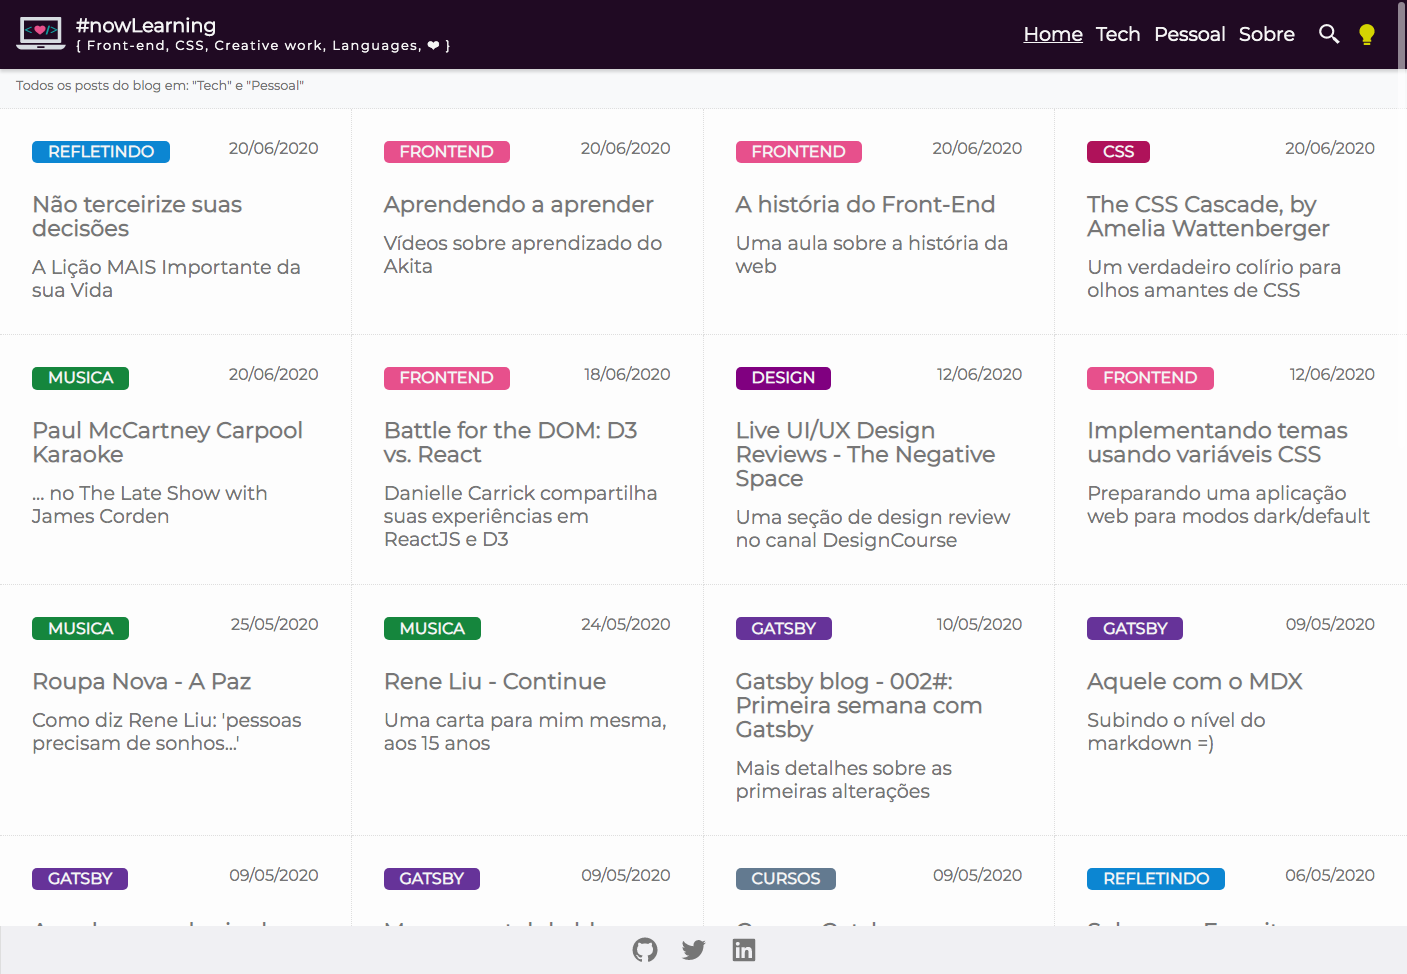 #nowLearning
{ Front-end, CSS, Creative work, Languages, ❤ }
Home Tech Pessoal Sobre
Todos os posts do blog em: "Tech" e "Pessoal"
REFLETINDO 20/06/2020
Não terceirize suas
decisões
A Lição MAIS Importante da
sua Vida
FRONTEND 20/06/2020
Aprendendo a aprender
Vídeos sobre aprendizado do
Akita
FRONTEND 20/06/2020
A história do Front-End
Uma aula sobre a história da
web
CSS 20/06/2020
The CSS Cascade, by
Amelia Wattenberger
Um verdadeiro colírio para
olhos amantes de CSS
MUSICA 20/06/2020
Paul McCartney Carpool
Karaoke
... no The Late Show with
James Corden
FRONTEND 18/06/2020
Battle for the DOM: D3
vs. React
Danielle Carrick compartilha
suas experiências em
ReactJS e D3
DESIGN 12/06/2020
Live UI/UX Design
Reviews - The Negative
Space
Uma seção de design review
no canal DesignCourse
FRONTEND 12/06/2020
Implementando temas
usando variáveis CSS
Preparando uma aplicação
web para modos dark/default
MUSICA 25/05/2020
Roupa Nova - A Paz
Como diz Rene Liu: 'pessoas
precisam de sonhos...'
MUSICA 24/05/2020
Rene Liu - Continue
Uma carta para mim mesma,
aos 15 anos
GATSBY 10/05/2020
Gatsby blog - 002#:
Primeira semana com
Gatsby
Mais detalhes sobre as
primeiras alterações
GATSBY 09/05/2020
Aquele com o MDX
Subindo o nível do
markdown =)
GATSBY 09/05/2020
GATSBY 09/05/2020
CURSOS 09/05/2020
REFLETINDO 06/05/2020